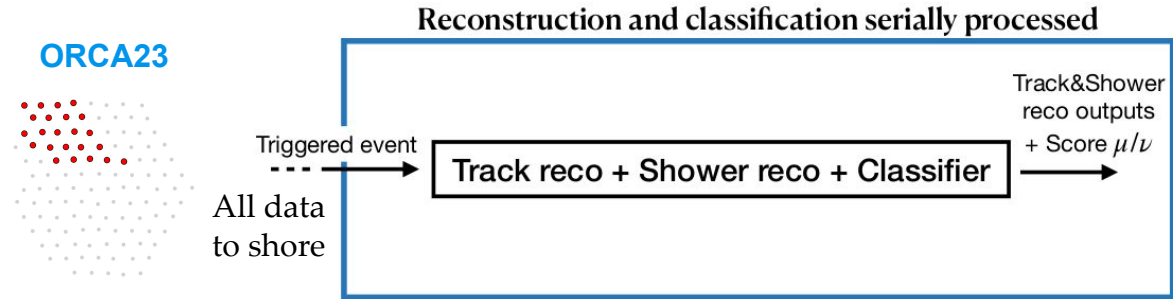 Reconstruction and classification serially processed
ORCA23
Triggered event
All data
to shore
Track reco + Shower reco + Classifier
Track&Shower
reco outputs
+ Score μ/ν